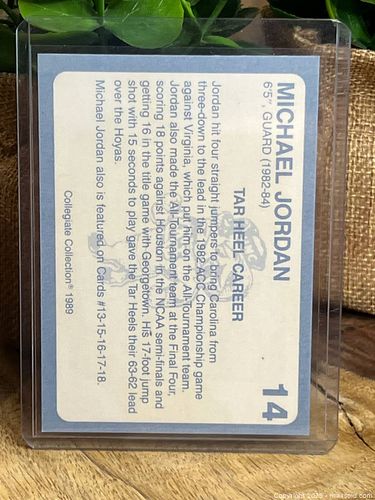 MICHAEL JORDAN
14
6'5", GUARD (1982-84)
TAR HEEL CAREER
Jordan hit four straight jumpers to bring Carolina from
three-down to the lead in the 1982 ACC Championship game
against Virginia, which put him on the All-Tournament team.
Jordan also made the All-Tournament team at the Final Four,
scoring 18 points against Houston in the NCAA semi-finals and
getting 16 in the title game with Georgetown. His 17-foot jump
shot with 15 seconds to play gave the Tar Heels their 63-62 lead
over the Hoyas.
Michael Jordan also is featured on Cards #13-15-16-17-18.
Collegiate Collection® 1989